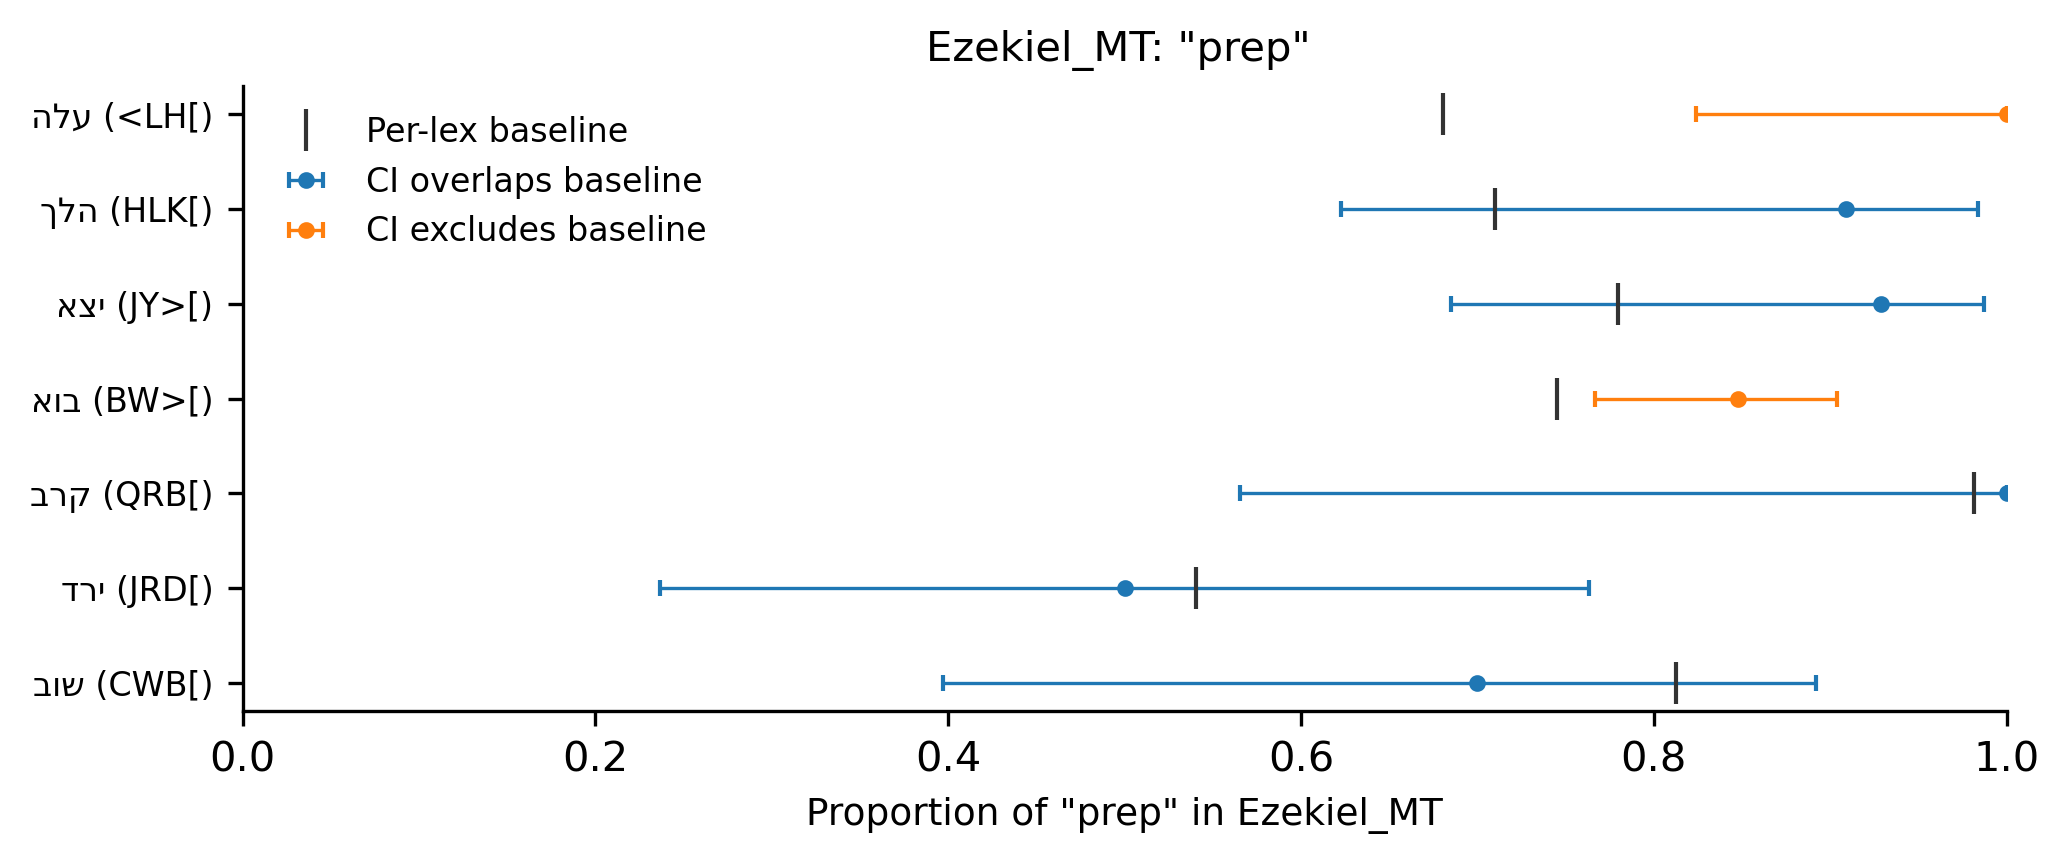 Ezekiel_MT: "prep"
עלה (<LH[)
הלך (HLK[)
יצא (JY>[)
בוא (BW>[)
קרב (QRB[)
ירד (JRD[)
שוב (CWB[)
Per-lex baseline
CI overlaps baseline
CI excludes baseline
0.0 0.2 0.4 0.6 0.8 1.0
Proportion of "prep" in Ezekiel_MT